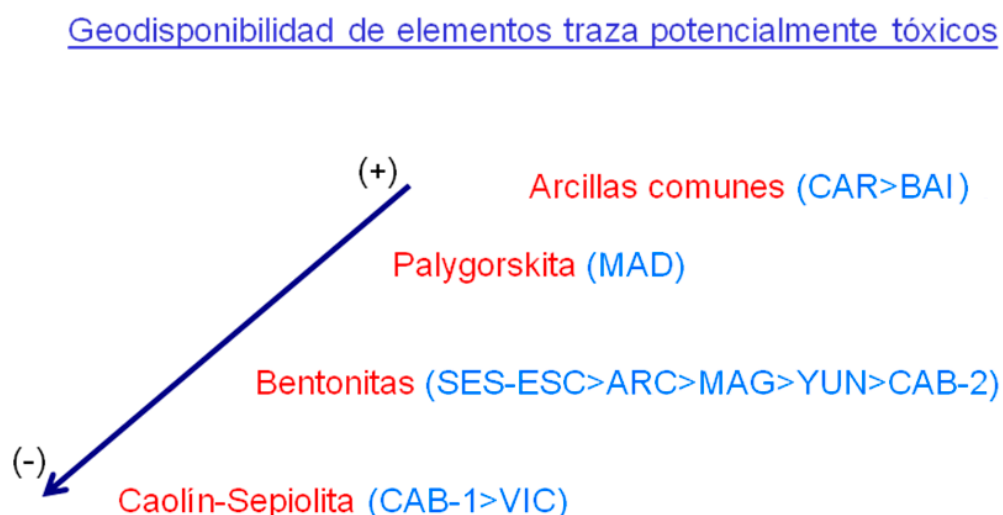 Geodisponibilidad de elementos traza potencialmente tóxicos
(+)
Arcillas comunes (CAR>BAI)
Palygorskita (MAD)
Bentonitas (SES-ESC>ARC>MAG>YUN>CAB-2)
(-)
Caolín-Sepiolita (CAB-1>VIC)